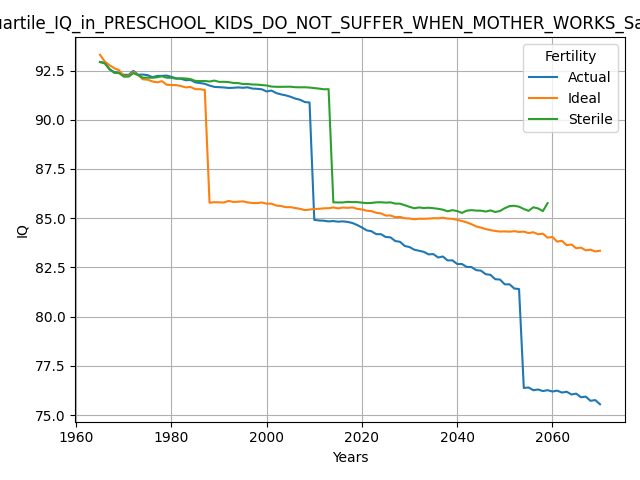 uartile_IQ_in_PRESCHOOL_KIDS_DO_NOT_SUFFER_WHEN_MOTHER_WORKS_Sa
Fertility
Actual
Ideal
Sterile
92.5
90.0
87.5
85.0
82.5
80.0
77.5
75.0
IQ
1960 1980 2000 2020 2040 2060
Years